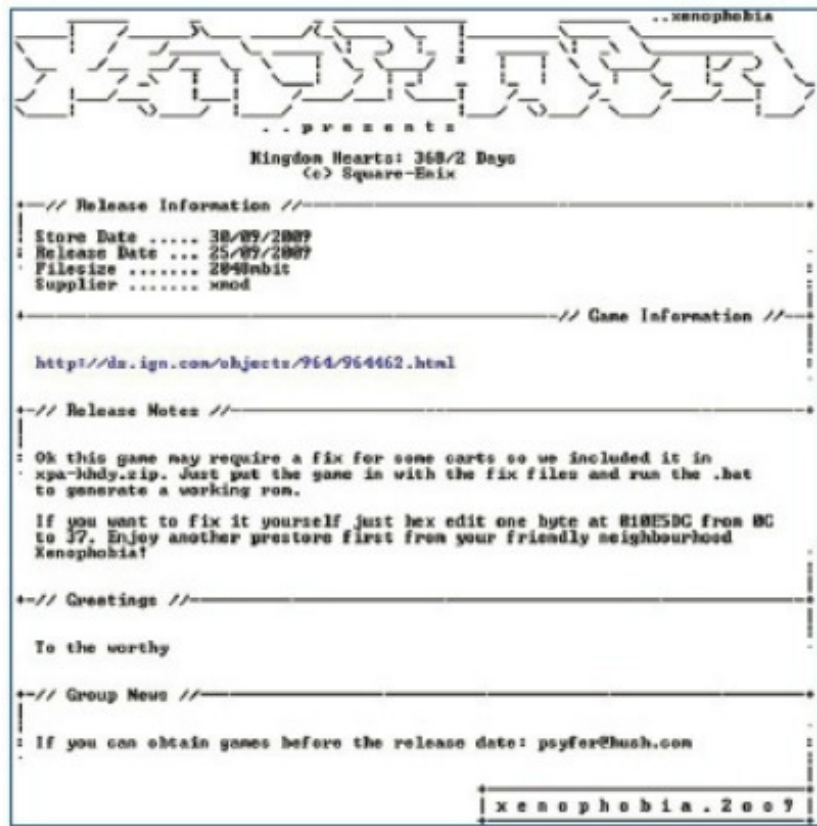 ..xenophobia
..presents
Kingdom Hearts: 368/2 Days
(c) Square-Enix
// Release Information //
Store Date ..... 30/09/2009
Release Date ... 25/09/2009
Filesize ....... 2048mbit
Supplier ....... xmod
// Game Information //
http://ds.ign.com/objects/964/964462.html
// Release Notes //
Ok this game may require a fix for some carts so we included it in
xpa-khdy.zip. Just put the game in with the fix files and run the .bat
to generate a working rom.
If you want to fix it yourself just hex edit one byte at 010E5DC from 0C
to 37. Enjoy another prestore first from your friendly neighbourhood
Xenophobia!
// Greetings //
To the worthy
// Group News //
If you can obtain games before the release date: psyfer@hush.com
xenophobia.2oo9